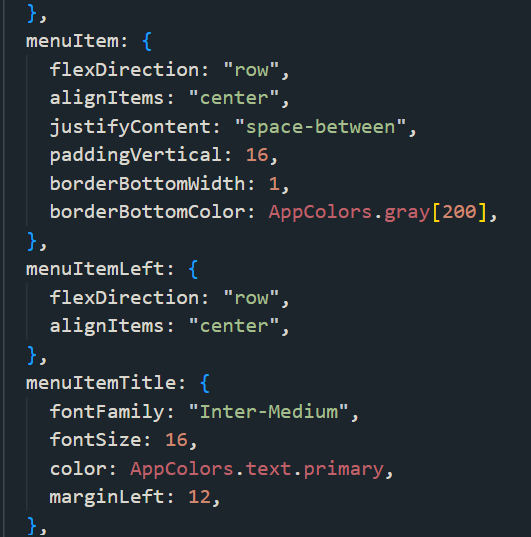 },
menuItem: {
flexDirection: "row",
alignItems: "center",
justifyContent: "space-between",
paddingVertical: 16,
borderBottomWidth: 1,
borderBottomColor: AppColors.gray[200],
},
menuItemLeft: {
flexDirection: "row",
alignItems: "center",
},
menuItemTitle: {
fontFamily: "Inter-Medium",
fontSize: 16,
color: AppColors.text.primary,
marginLeft: 12,
},